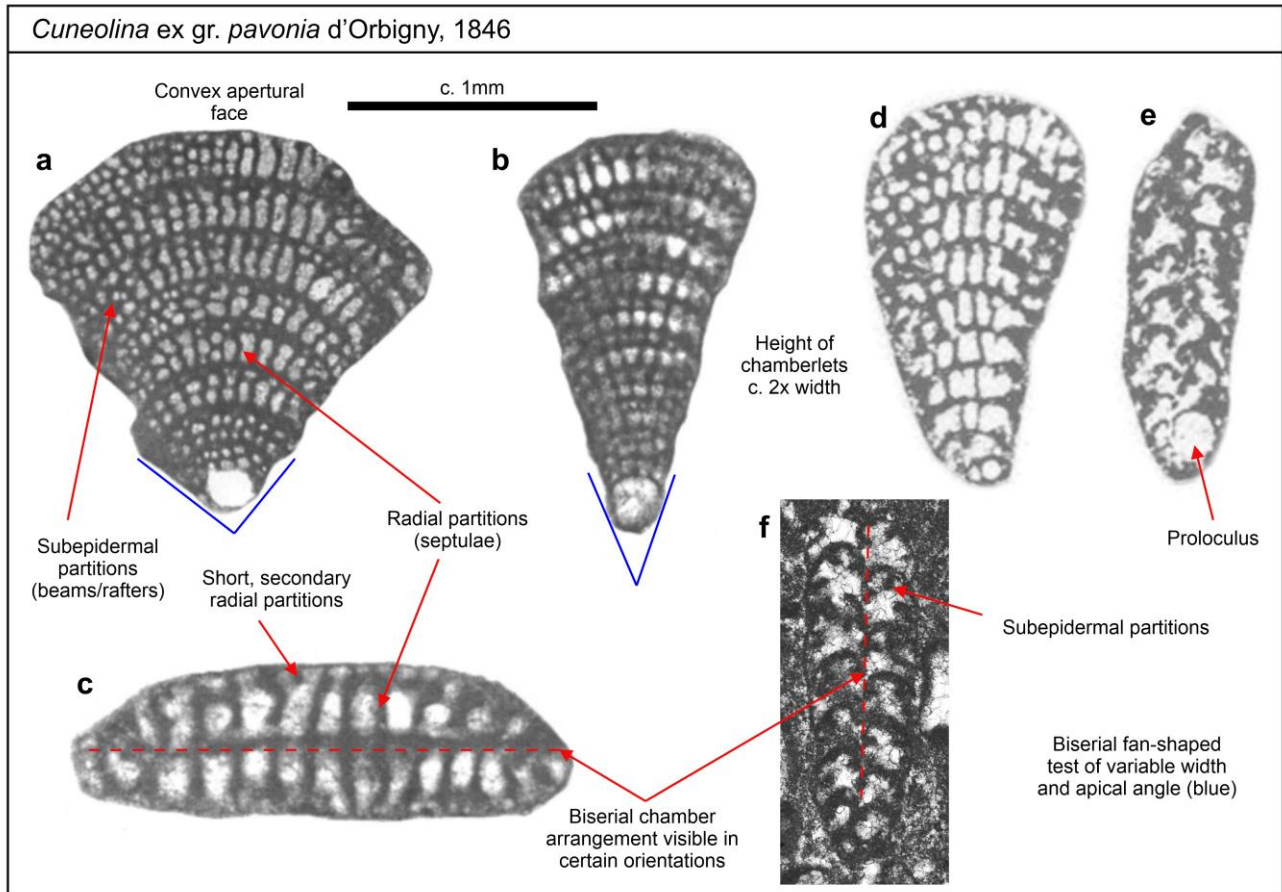 Cuneolina ex gr. pavonia d’Orbigny, 1846
Convex apertural
face
c. 1mm
a
b
d
e
Height of
chamberlets
c. 2x width
Subepidermal
partitions
(beams/rafters)
Radial partitions
(septulae)
Short, secondary
radial partitions
Proloculus
f
Subepidermal partitions
c
Biserial chamber
arrangement visible in
certain orientations
Biserial fan-shaped
test of variable width
and apical angle (blue)